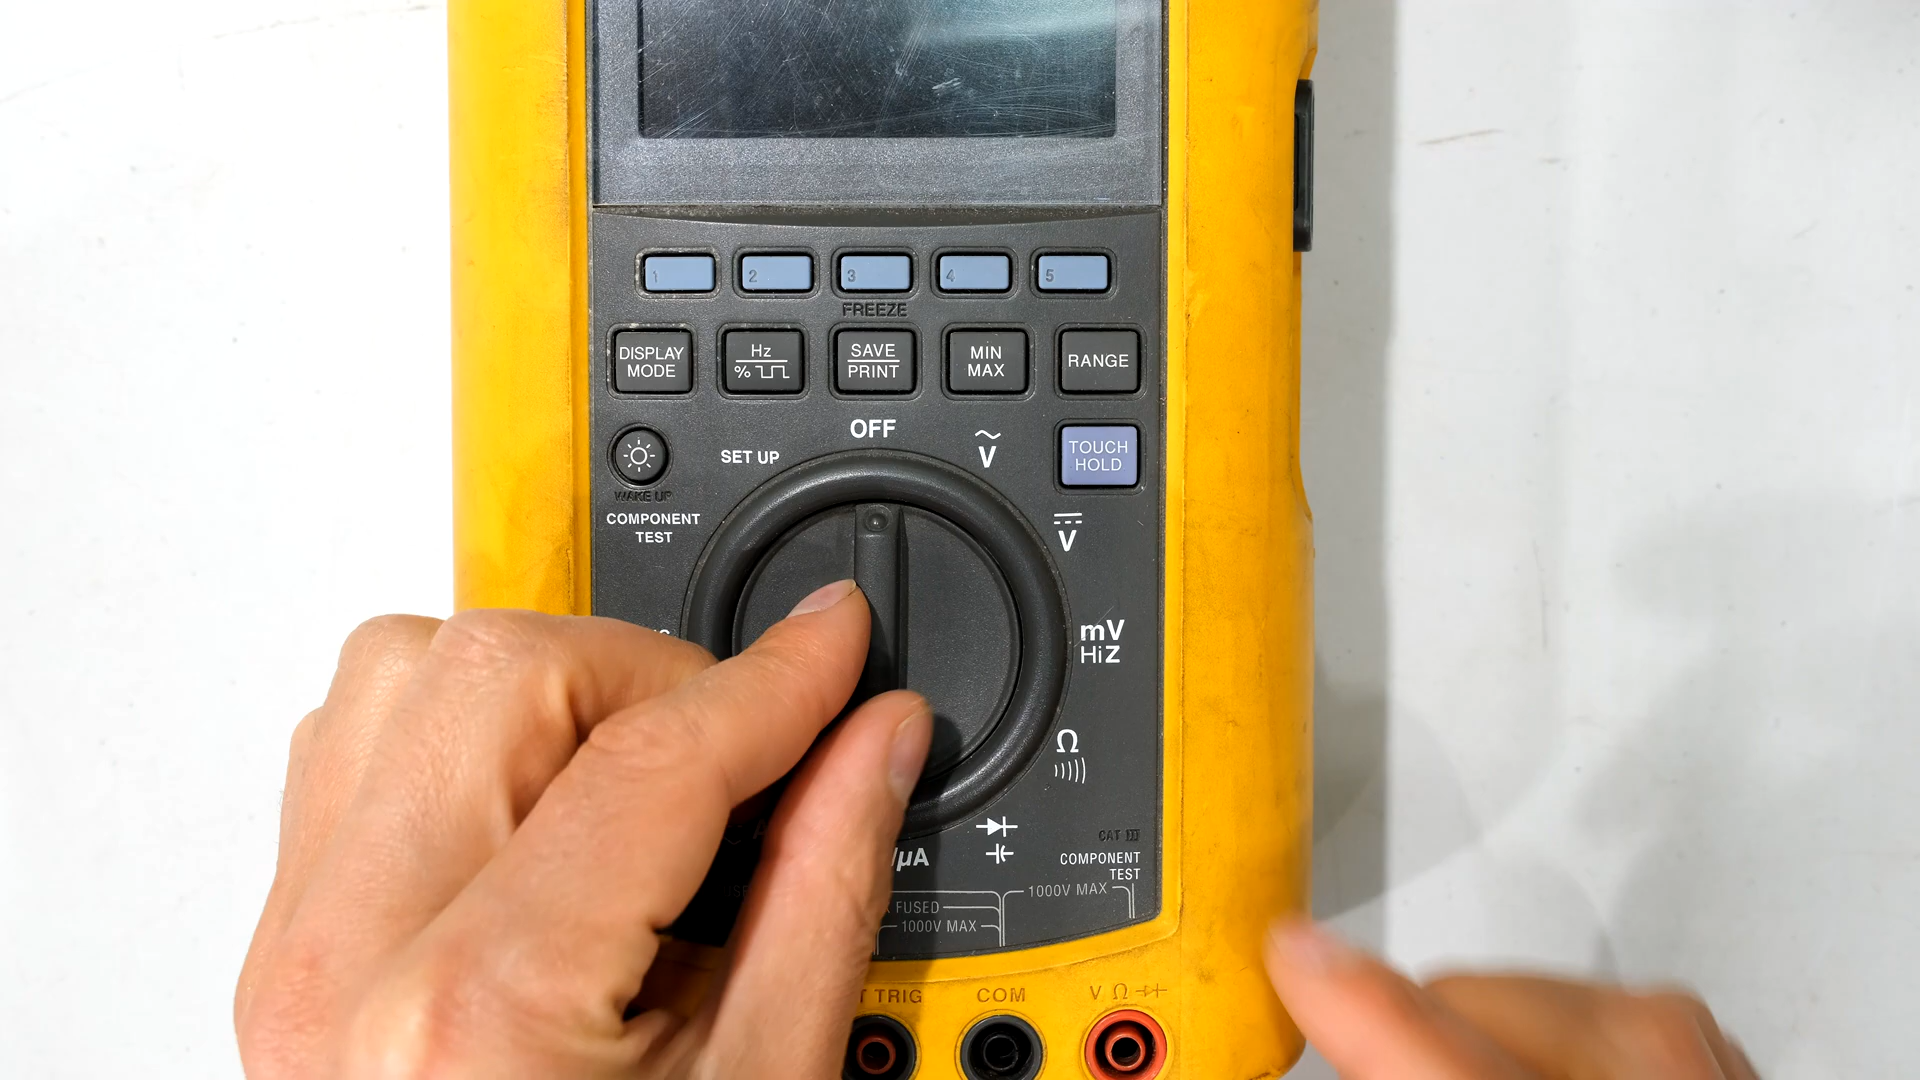 1
2
3
4
5
FREEZE
DISPLAY
MODE
Hz
%
SAVE
PRINT
MIN
MAX
RANGE
OFF
SET UP
V
TOUCH
HOLD
WAKE UP
COMPONENT
TEST
V
mV
HiZ
Ω
/µA
CAT III
COMPONENT
TEST
1000V MAX
FUSED
1000V MAX
TRIG
COM
V Ω